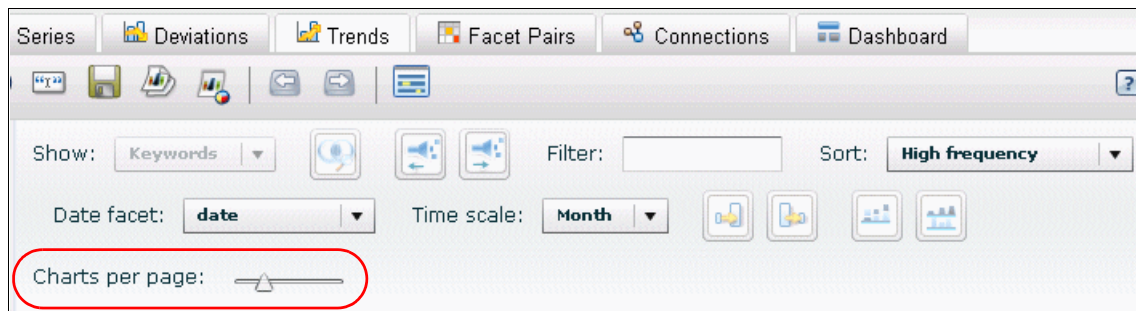 Series Deviations Trends Facet Pairs Connections Dashboard
?
Show: Keywords Filter: Sort: High frequency
Date facet: date Time scale: Month
Charts per page: